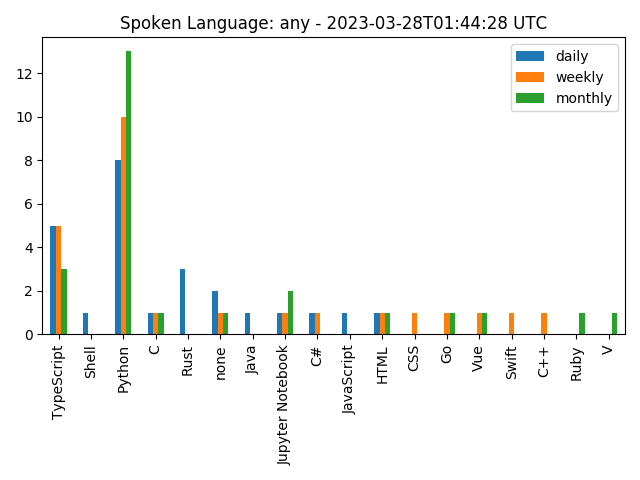 Spoken Language: any - 2023-03-28T01:44:28 UTC
daily
weekly
monthly
12
10
8
6
4
2
0
TypeScript
Shell
Python
C
Rust
none
Java
Jupyter Notebook
C#
JavaScript
HTML
CSS
Go
Vue
Swift
C++
Ruby
V